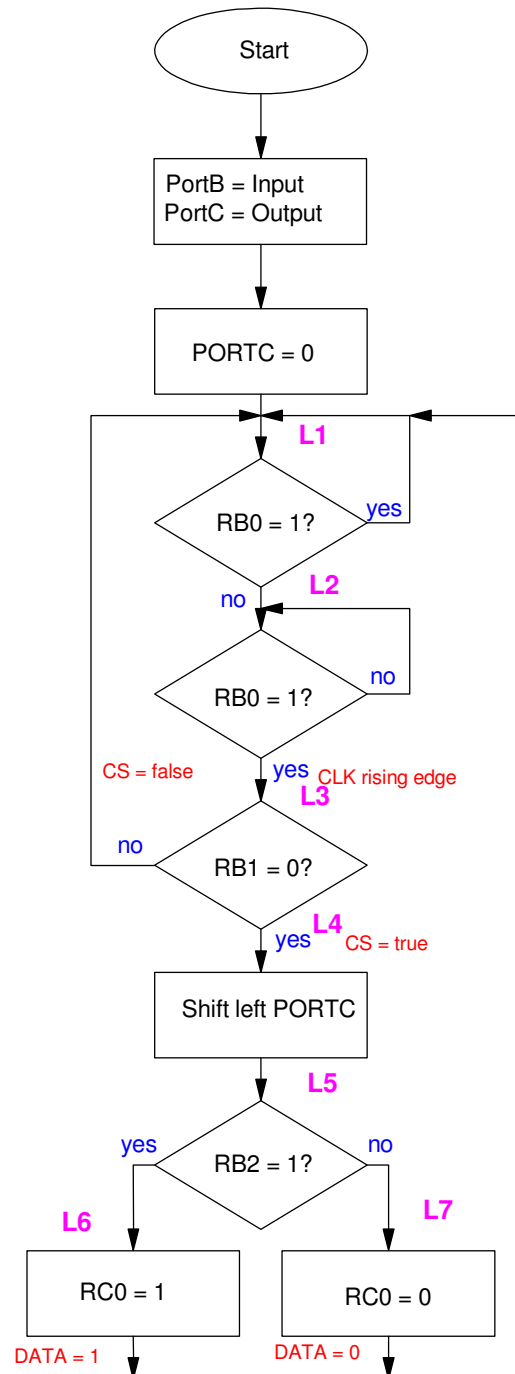 Start
PortB = Input
PortC = Output
PORTC = 0
L1
RB0 = 1?
yes
L2
no
RB0 = 1?
no
CS = false
yes
CLK rising edge
L3
no
RB1 = 0?
L4
yes
CS = true
Shift left PORTC
L5
yes
RB2 = 1?
no
L6
L7
RC0 = 1
RC0 = 0
DATA = 1
DATA = 0